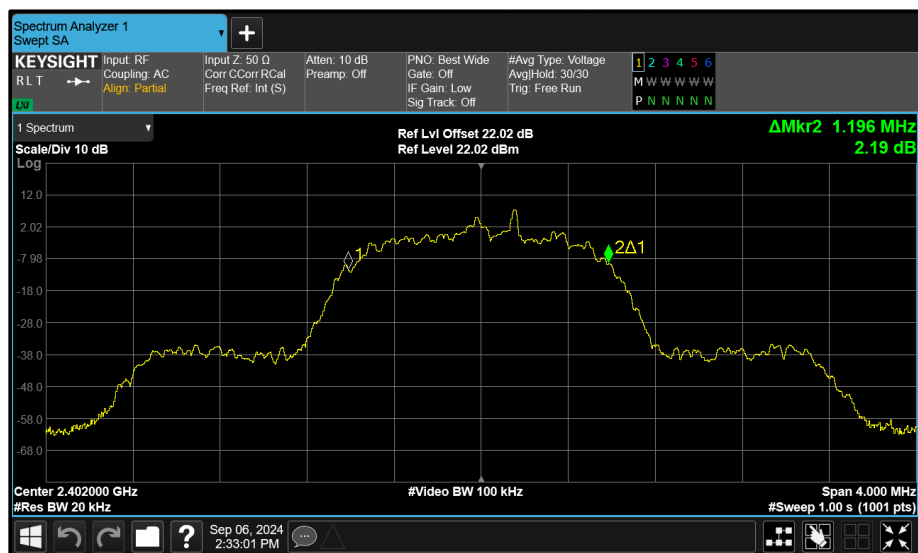 Spectrum Analyzer 1
Swept SA
KEYSIGHT
RLT
LXI
Input: RF
Coupling: AC
Align: Partial
Input Z: 50 Ω
Corr CCorr RCal
Freq Ref: Int (S)
Atten: 10 dB
Preamp: Off
PNO: Best Wide
Gate: Off
IF Gain: Low
Sig Track: Off
#Avg Type: Voltage
Avg|Hold: 30/30
Trig: Free Run
1 2 3 4 5 6
M W W W W W
P N N N N N
1 Spectrum
Scale/Div 10 dB
Ref Lvl Offset 22.02 dB
Ref Level 22.02 dBm
ΔMkr2 1.196 MHz
2.19 dB
Log
12.0
2.02
-7.98
-18.0
-28.0
-38.0
-48.0
-58.0
-68.0
1
2Δ1
Center 2.402000 GHz
#Res BW 20 kHz
#Video BW 100 kHz
Span 4.000 MHz
#Sweep 1.00 s (1001 pts)
?
Sep 06, 2024
2:33:01 PM